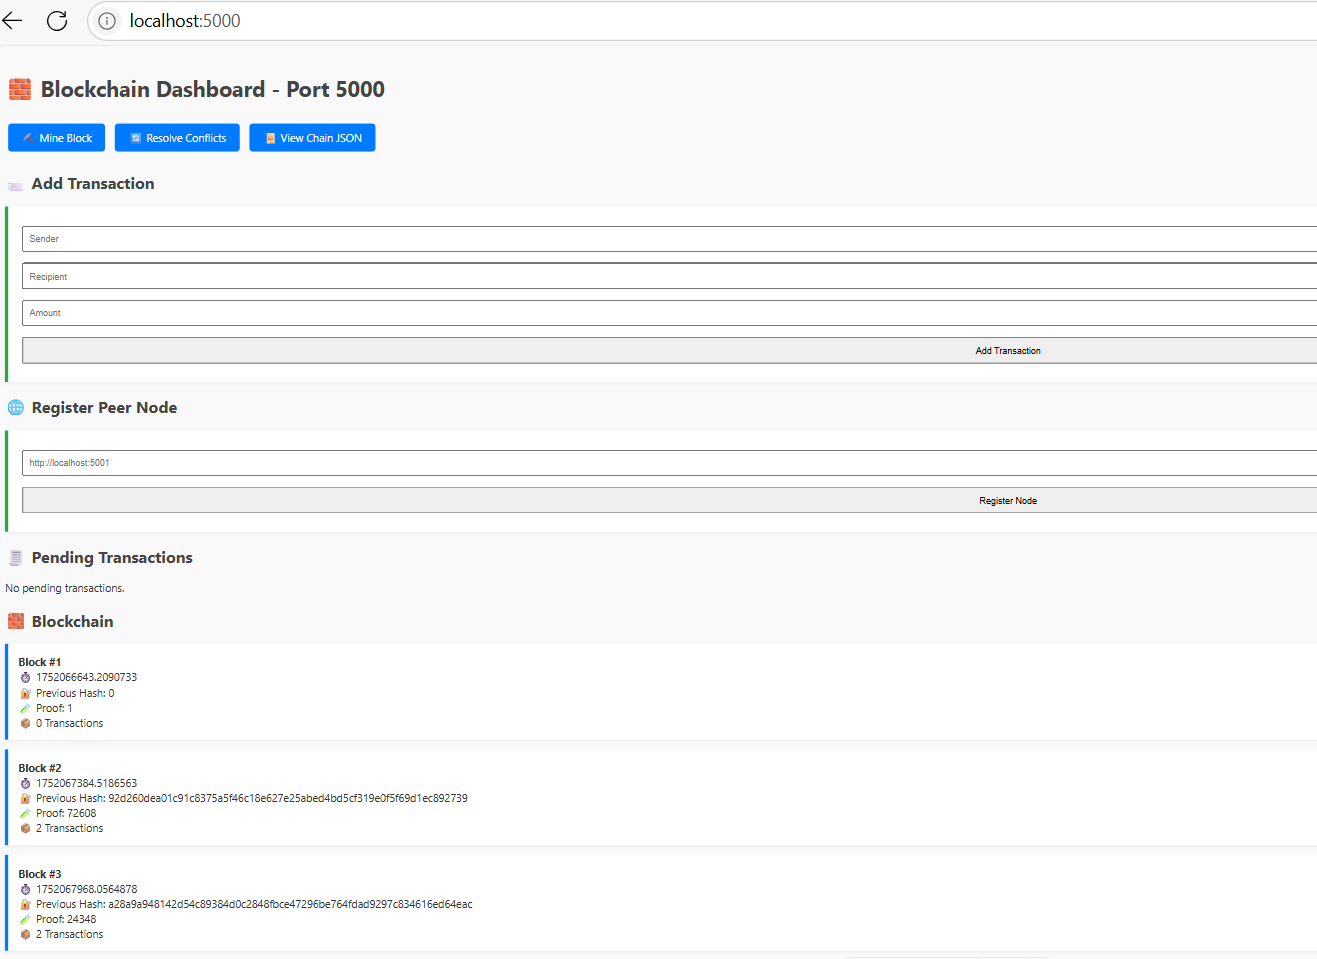 localhost:5000
Blockchain Dashboard - Port 5000
Mine Block
Resolve Conflicts
View Chain JSON
Add Transaction
Sender
Recipient
Amount
Add Transaction
Register Peer Node
http://localhost:5001
Register Node
Pending Transactions
No pending transactions.
Blockchain
Block #1
1752066643.2090733
Previous Hash: 0
Proof: 1
0 Transactions
Block #2
1752067384.5186563
Previous Hash: 92d260dea01c91c8375a5f46c18e627e25abed4bd5cf319e0f5f69d1ec892739
Proof: 72608
2 Transactions
Block #3
1752067968.0564878
Previous Hash: a28a9a948142d54c89384d0c2848fbce47296be764fdad9297c834616ed64eac
Proof: 24348
2 Transactions